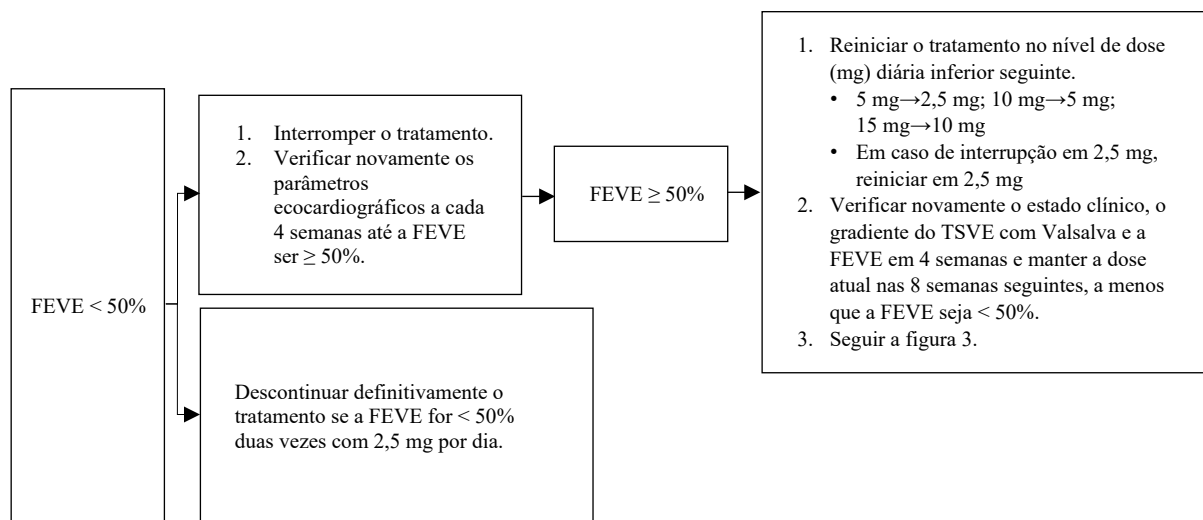 FEVE < 50%
1. Interromper o tratamento.
2. Verificar novamente os
parâmetros
ecocardiográficos a cada
4 semanas até a FEVE
ser ≥ 50%.
Descontinuar definitivamente o
tratamento se a FEVE for < 50%
duas vezes com 2,5 mg por dia.
FEVE ≥ 50%
1. Reiniciar o tratamento no nível de dose
(mg) diária inferior seguinte.
• 5 mg→2,5 mg; 10 mg→5 mg;
15 mg→10 mg
• Em caso de interrupção em 2,5 mg,
reiniciar em 2,5 mg
2. Verificar novamente o estado clínico, o
gradiente do TSVE com Valsalva e a
FEVE em 4 semanas e manter a dose
atual nas 8 semanas seguintes, a menos
que a FEVE seja < 50%.
3. Seguir a figura 3.